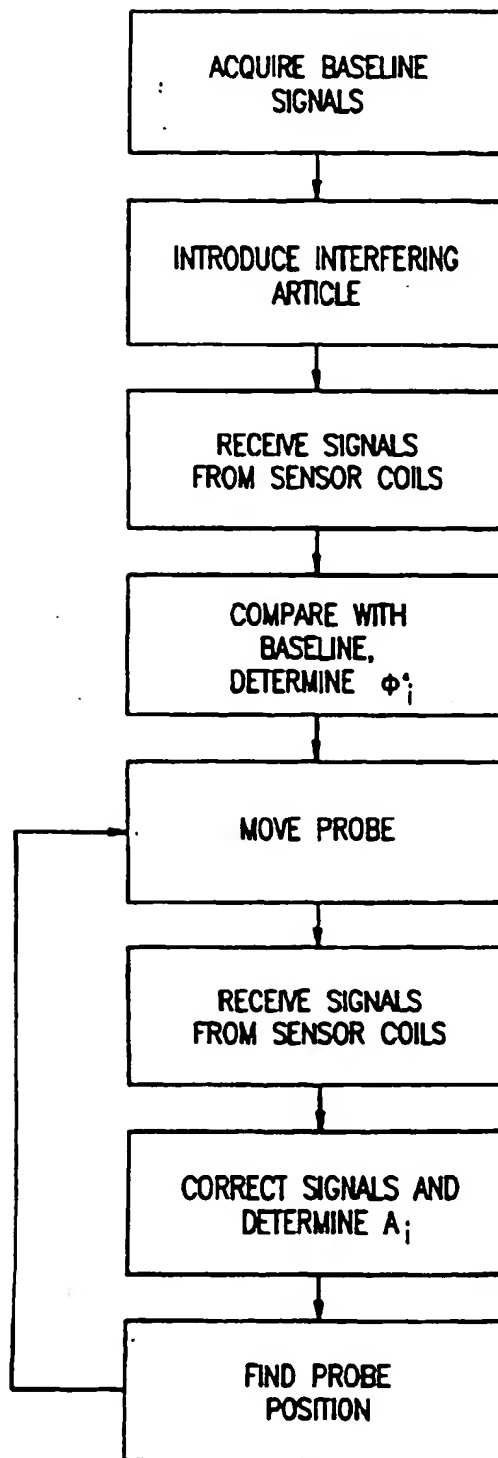 ACQUIRE BASELINE
SIGNALS
INTRODUCE INTERFERING
ARTICLE
RECEIVE SIGNALS
FROM SENSOR COILS
COMPARE WITH
BASELINE,
DETERMINE ϕ'i
MOVE PROBE
RECEIVE SIGNALS
FROM SENSOR COILS
CORRECT SIGNALS AND
DETERMINE Ai
FIND PROBE
POSITION